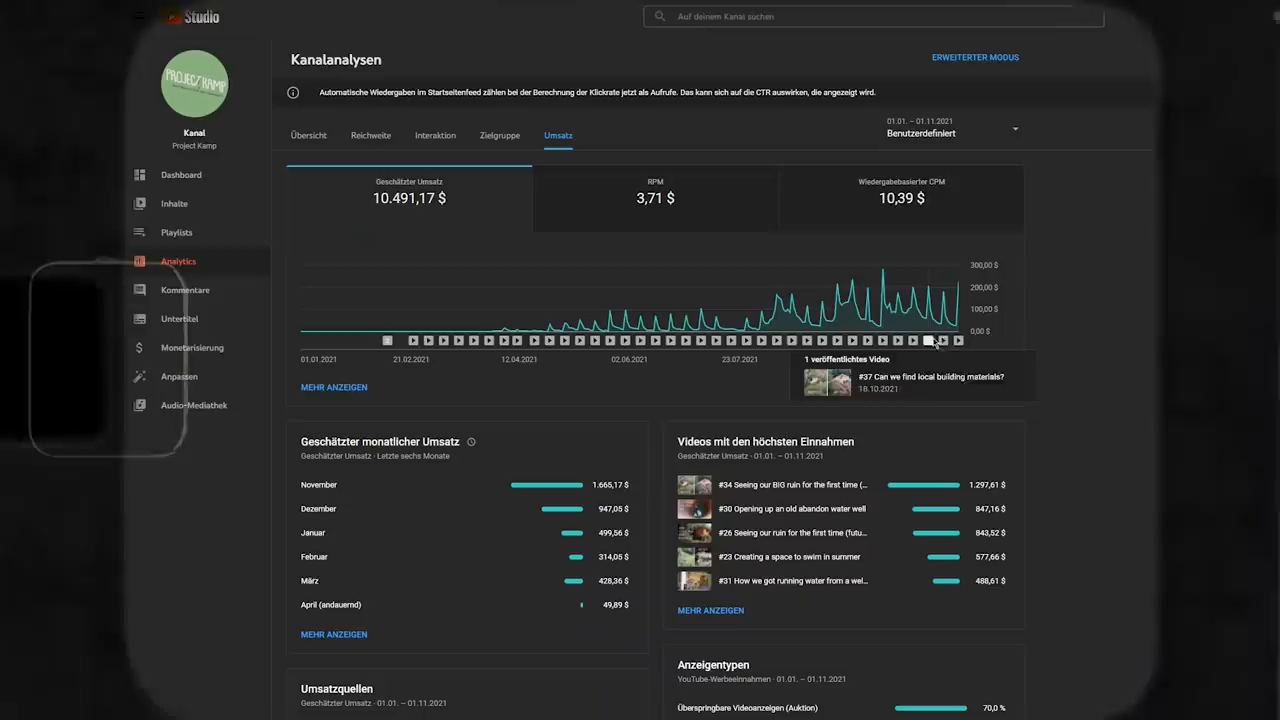 Studio
Auf deinem Kanal suchen
PROJECT KAMP
Kanalanalysen
ERWEITERTER MODUS
Automatische Wiedergaben im Startseitenfeed zählen bei der Berechnung der Klickrate jetzt als Aufrufe. Das kann sich auf die CTR auswirken, die angezeigt wird.
Kanal
Project Kamp
01.01. – 01.11.2021
Benutzerdefiniert
Übersicht
Reichweite
Interaktion
Zielgruppe
Umsatz
Dashboard
Inhalte
Playlists
Analytics
Kommentare
Untertitel
Monetarisierung
Anpassen
Audio-Mediathek
Geschätzter Umsatz
10.491,17 $
RPM
3,71 $
Wiedergabebasierter CPM
10,39 $
300,00 $
200,00 $
100,00 $
0,00 $
2
01.01.2021
21.02.2021
12.04.2021
02.06.2021
23.07.2021
1 veröffentlichtes Video
#37 Can we find local building materials?
18.10.2021
MEHR ANZEIGEN
Geschätzter monatlicher Umsatz
Geschätzter Umsatz · Letzte sechs Monate
November 1.665,17 $
Dezember 947,05 $
Januar 499,56 $
Februar 314,05 $
März 428,36 $
April (andauernd) 49,89 $
MEHR ANZEIGEN
Videos mit den höchsten Einnahmen
Geschätzter Umsatz · 01.01. – 01.11.2021
#34 Seeing our BIG ruin for the first time (... 1.297,61 $
#30 Opening up an old abandon water well 847,16 $
#26 Seeing our ruin for the first time (futu... 843,52 $
#23 Creating a space to swim in summer 577,66 $
#31 How we got running water from a wel... 488,61 $
MEHR ANZEIGEN
Umsatzquellen
Geschätzter Umsatz · 01.01. – 01.11.2021
Anzeigentypen
YouTube-Werbeeinnahmen · 01.01. – 01.11.2021
Überspringbare Videoanzeigen (Auktion) 70,0 %